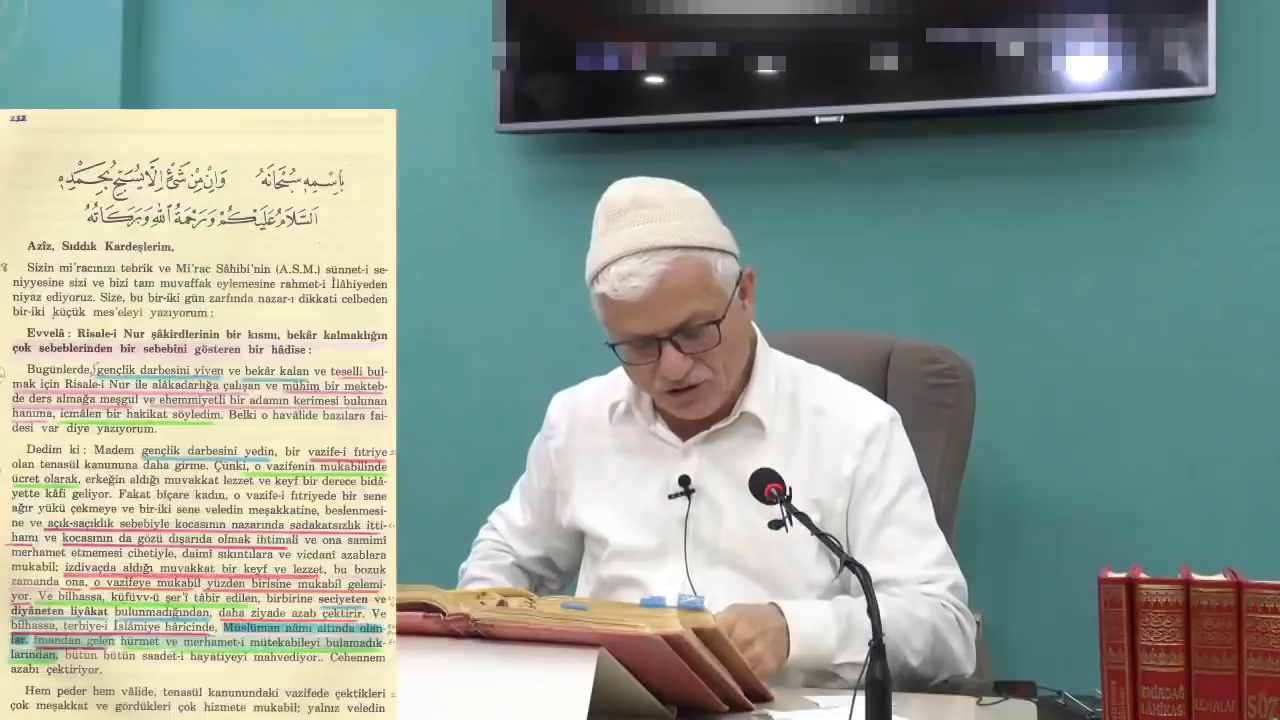 232
بِاسْمِهِ سُبْحَانَهُ وَاِنْ مِنْ شَىْءٍ اِلَّا يُسَبِّحُ بِحَمْدِهِ
اَلسَّلَامُ عَلَيْكُمْ وَرَحْمَةُ اللّٰهِ وَبَرَكَاتُهُ
Azîz, Sıddık Kardeşlerim,
Sizin mi'racınızı tebrik ve Mi'rac Sâhibi'nin (A.S.M.) sünnet-i se-
niyyesine sizi ve bizi tam muvaffak eylemesine rahmet-i İlâhiyeden
niyaz ediyoruz. Size, bu bir-iki gün zarfında nazar-ı dikkati celbeden
bir-iki küçük mes'eleyi yazıyorum :
Evvelâ : Risale-i Nur şâkirdlerinin bir kısmı, bekâr kalmaklığın
çok sebeblerinden bir sebebini gösteren bir hâdise :
Bugünlerde, gençlik darbesini yiyen ve bekâr kalan ve teselli bul-
mak için Risale-i Nur ile alâkadarlığa çalışan ve mühim bir mekteb-
de ders almağa meşgul ve ehemmiyetli bir adamın kerimesi bulunan
hanıma, icmâlen bir hakikat söyledim. Belki o havâlide bazılara fai-
desi var diye yazıyorum.
Dedim ki : Madem gençlik darbesini yedin, bir vazife-i fıtriye
olan tenasül kanununa daha girme. Çünki, o vazifenin mukabilinde
ücret olarak, erkeğin aldığı muvakkat lezzet ve keyf bir derece bidâ-
yette kâfi geliyor. Fakat bîçare kadın, o vazife-i fıtriyede bir sene
ağır yükü çekmeye ve bir-iki sene veledin meşakkatine, beslenmesi-
ne ve açık-saçıklık sebebiyle kocasının nazarında sadakatsızlık itti-
hamı ve kocasının da gözü dışarıda olmak ihtimali ve ona samimî
merhamet etmemesi cihetiyle, daimî sıkıntılara ve vicdanî azablara
mukabil; izdivaçda aldığı muvakkat bir keyf ve lezzet, bu bozuk
zamanda ona, o vazifeye mukabil yüzden birisine mukabil gelemi-
yor. Ve bilhassa, küfüvv-ü şer'î tâbir edilen, birbirine seciyeten ve
diyâneten liyâkat bulunmadığından, daha ziyade azab çektirir. Ve
bilhassa, terbiye-i İslâmiye hâricinde, Müslüman nâmı altında olan-
lar, îmandan gelen hürmet ve merhamet-i mütekabileyi bulamadık-
larından, bütün bütün saadet-i hayatiyeyi mahvediyor.. Cehennem
azabı çektiriyor.
Hem peder hem vâlide, tenasül kanunundaki vazifede çektikleri
çok meşakkat ve gördükleri çok hizmete mukabil; yalnız veledin
EMİRDAĞ
LÂHİKASI
SÖZ